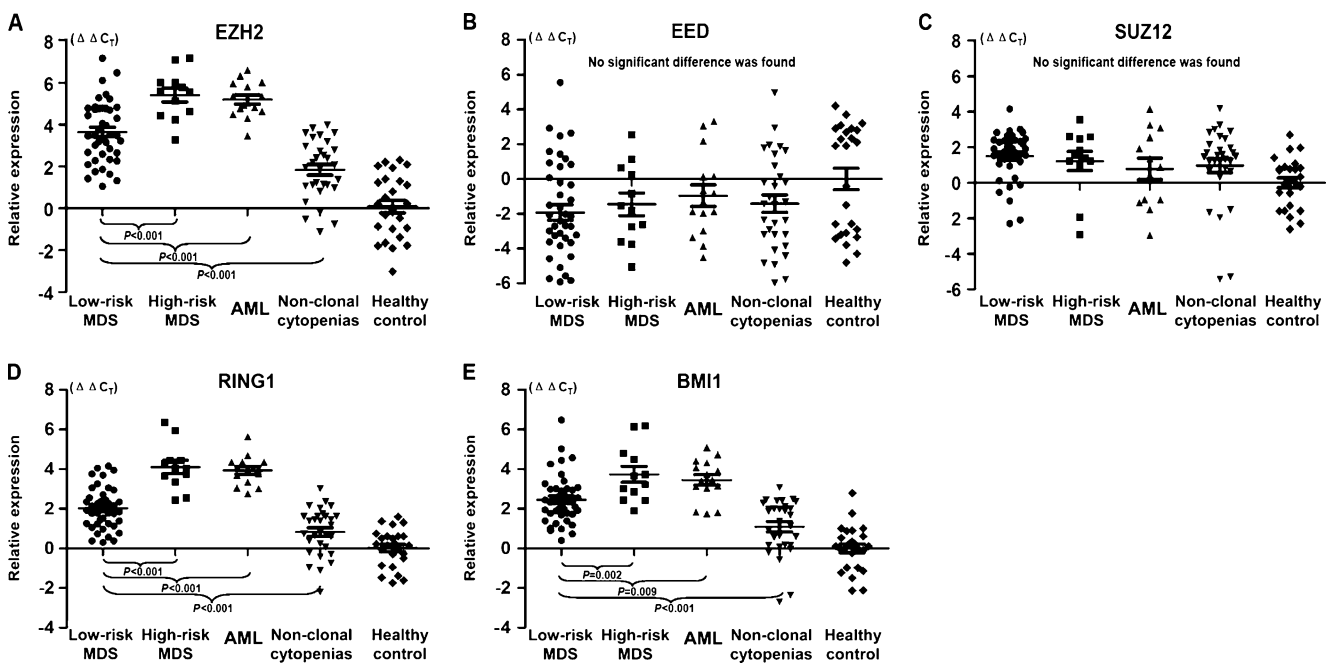 A
EZH2
(Δ Δ C_T)
Relative expression
8
6
4
2
0
-2
-4
P<0.001
P<0.001
P<0.001
Low-risk MDS
High-risk MDS
AML
Non-clonal cytopenias
Healthy control
B
EED
(Δ Δ C_T)
No significant difference was found
Relative expression
8
6
4
2
0
-2
-4
-6
Low-risk MDS
High-risk MDS
AML
Non-clonal cytopenias
Healthy control
C
SUZ12
(Δ Δ C_T)
No significant difference was found
Relative expression
8
6
4
2
0
2
-4
-6
Low-risk MDS
High-risk MDS
AML
Non-clonal cytopenias
Healthy control
D
RING1
(Δ Δ C_T)
Relative expression
8
6
4
2
0
-2
-4
P<0.001
P<0.001
P<0.001
Low-risk MDS
High-risk MDS
AML
Non-clonal cytopenias
Healthy control
E
BMI1
(Δ Δ C_T)
Relative expression
8
6
4
2
0
-2
-4
P=0.002
P=0.009
P<0.001
Low-risk MDS
High-risk MDS
AML
Non-clonal cytopenias
Healthy control